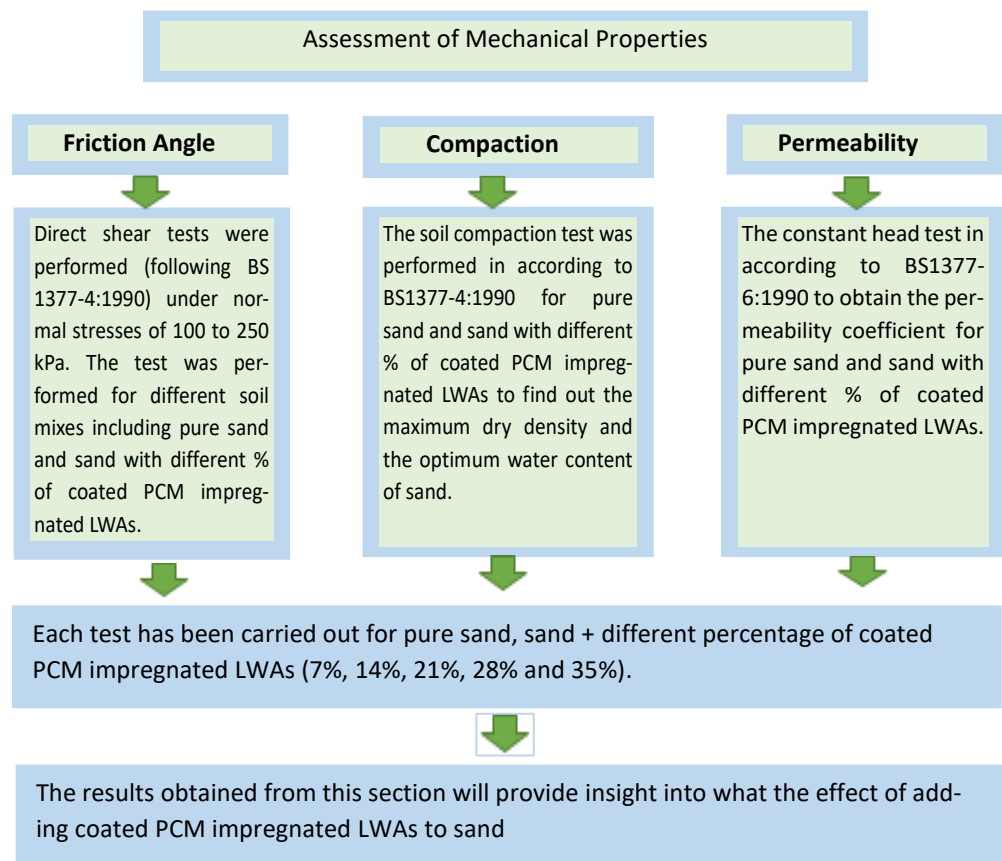 Assessment of Mechanical Properties
Friction Angle
Direct shear tests were
performed (following BS
1377-4:1990) under nor-
mal stresses of 100 to 250
kPa. The test was per-
formed for different soil
mixes including pure sand
and sand with different %
of coated PCM impreg-
nated LWAs.
Compaction
The soil compaction test was
performed in according to
BS1377-4:1990 for pure
sand and sand with different
% of coated PCM impreg-
nated LWAs to find out the
maximum dry density and
the optimum water content
of sand.
Permeability
The constant head test in
according to BS1377-
6:1990 to obtain the per-
meability coefficient for
pure sand and sand with
different % of coated
PCM impregnated LWAs.
Each test has been carried out for pure sand, sand + different percentage of coated
PCM impregnated LWAs (7%, 14%, 21%, 28% and 35%).
The results obtained from this section will provide insight into what the effect of add-
ing coated PCM impregnated LWAs to sand